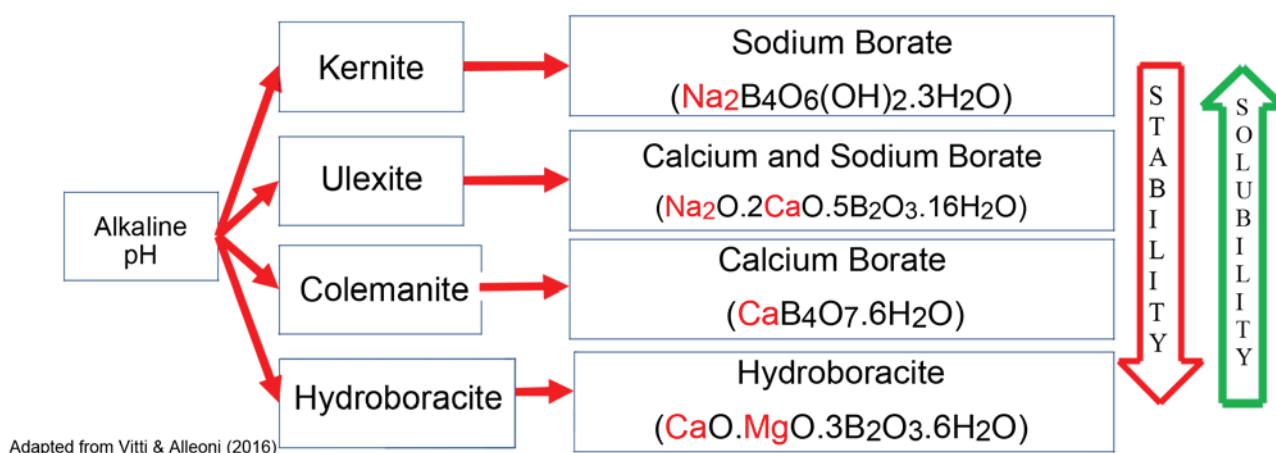 Alkaline
pH
Kernite
Sodium Borate
(Na2B4O6(OH)2.3H2O)
Ulexite
Calcium and Sodium Borate
(Na2O.2CaO.5B2O3.16H2O)
Colemanite
Calcium Borate
(CaB4O7.6H2O)
Hydroboracite
Hydroboracite
(CaO.MgO.3B2O3.6H2O)
STABILITY
SOLUBILITY
Adapted from Vitti & Alleoni (2016)